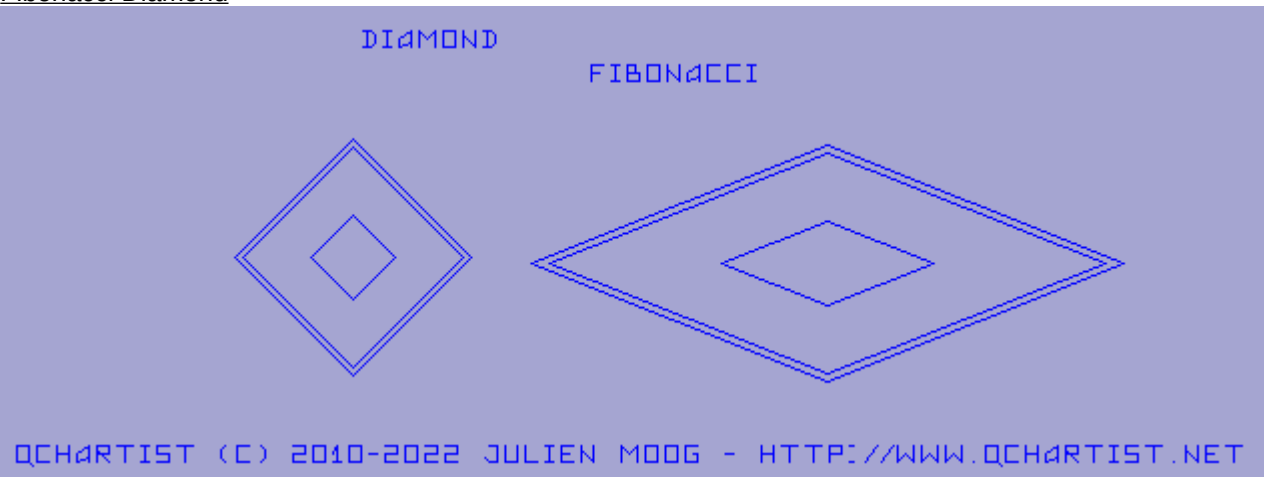 Fibonacci Diamond
DIAMOND
FIBONACCI
QCHARTIST (C) 2010-2022 JULIEN MOOG - HTTP://WWW.QCHARTIST.NET